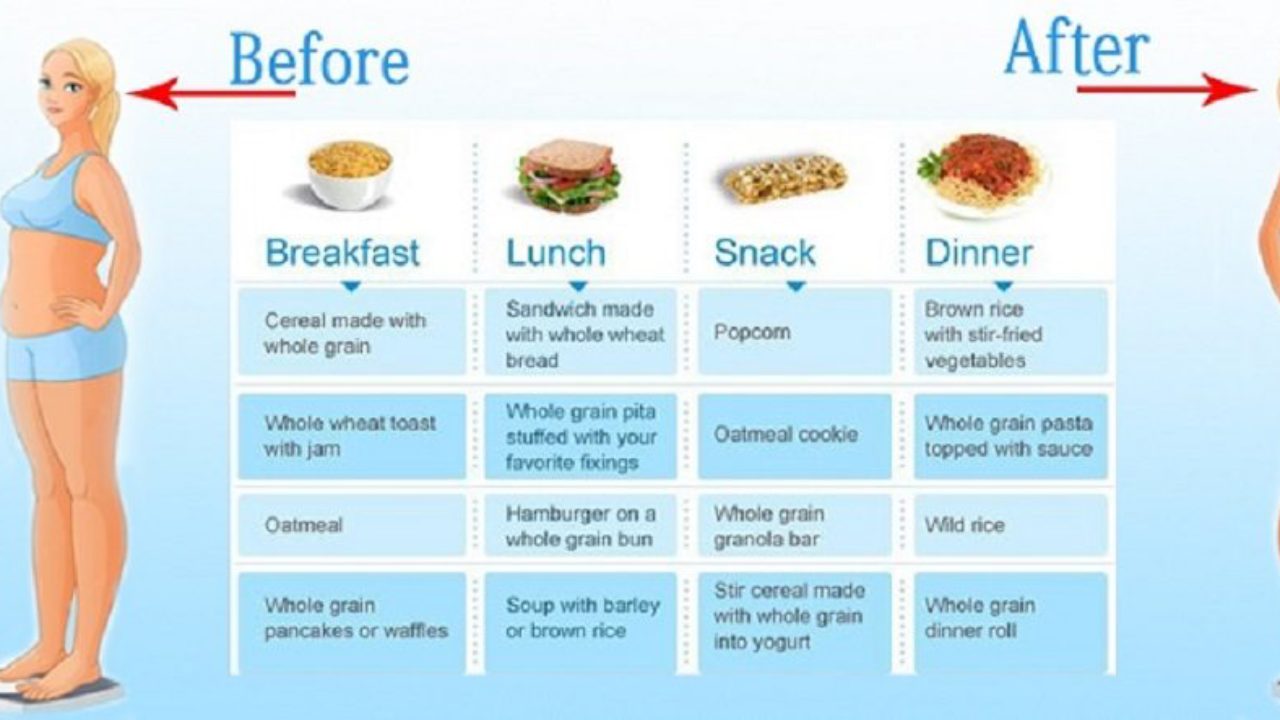 Before
After
Breakfast
Lunch
Snack
Dinner
Cereal made with
whole grain
Sandwich made
with whole wheat
bread
Popcorn
Brown rice
with stir-fried
vegetables
Whole wheat toast
with jam
Whole grain pita
stuffed with your
favorite fixings
Oatmeal cookie
Whole grain pasta
topped with sauce
Oatmeal
Hamburger on a
whole grain bun
Whole grain
granola bar
Wild rice
Whole grain
pancakes or waffles
Soup with barley
or brown rice
Stir cereal made
with whole grain
into yogurt
Whole grain
dinner roll